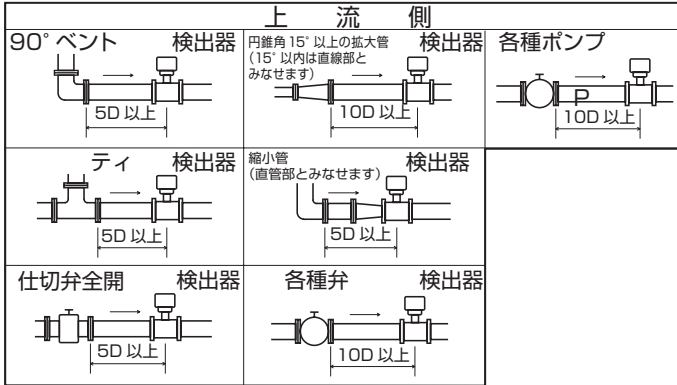 上流側
90°ベント 検出器
5D 以上
円錐角 15° 以上の拡大管
(15° 以内は直線部と
みなせます)
検出器
10D 以上
各種ポンプ
P
10D 以上
ティ 検出器
5D 以上
縮小管
(直管部とみなせます)
検出器
5D 以上
仕切弁全開 検出器
5D 以上
各種弁 検出器
10D 以上